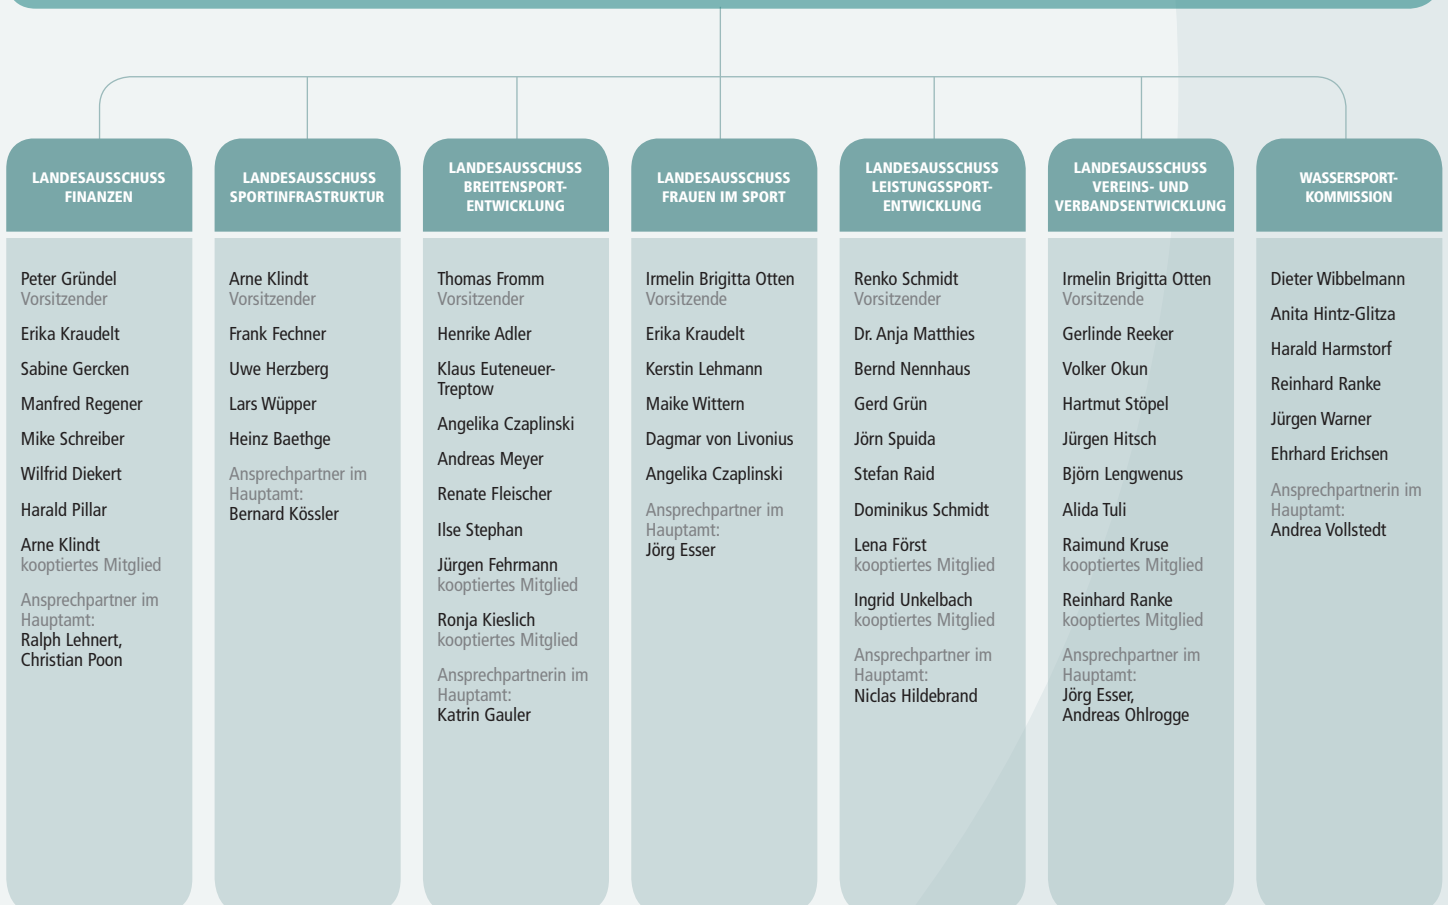 LANDESAUSSCHUSS
FINANZEN
Peter Gründel
Vorsitzender
Erika Kraudelt
Sabine Gercken
Manfred Regener
Mike Schreiber
Wilfrid Diekert
Harald Pillar
Arne Klindt
kooptiertes Mitglied
Ansprechpartner im
Hauptamt:
Ralph Lehnert,
Christian Poon
LANDESAUSSCHUSS
SPORTINFRASTRUKTUR
Arne Klindt
Vorsitzender
Frank Fechner
Uwe Herzberg
Lars Wüpper
Heinz Baethge
Ansprechpartner im
Hauptamt:
Bernard Kössler
LANDESAUSSCHUSS
BREITENSPORT-
ENTWICKLUNG
Thomas Fromm
Vorsitzender
Henrike Adler
Klaus Euteneuer-
Treptow
Angelika Czaplinski
Andreas Meyer
Renate Fleischer
Ilse Stephan
Jürgen Fehrmann
kooptiertes Mitglied
Ronja Kieslich
kooptiertes Mitglied
Ansprechpartnerin im
Hauptamt:
Katrin Gauler
LANDESAUSSCHUSS
FRAUEN IM SPORT
Irmelin Brigitta Otten
Vorsitzende
Erika Kraudelt
Kerstin Lehmann
Maike Wittern
Dagmar von Livonius
Angelika Czaplinski
Ansprechpartner im
Hauptamt:
Jörg Esser
LANDESAUSSCHUSS
LEISTUNGSSPORT-
ENTWICKLUNG
Renko Schmidt
Vorsitzender
Dr. Anja Matthies
Bernd Nennhaus
Gerd Grün
Jörn Spuida
Stefan Raid
Dominikus Schmidt
Lena Först
kooptiertes Mitglied
Ingrid Unkelbach
kooptiertes Mitglied
Ansprechpartner im
Hauptamt:
Niclas Hildebrand
LANDESAUSSCHUSS
VEREINS- UND
VERBANDSENTWICKLUNG
Irmelin Brigitta Otten
Vorsitzende
Gerlinde Reeker
Volker Okun
Hartmut Stöpel
Jürgen Hitsch
Björn Lengwenus
Alida Tuli
Raimund Kruse
kooptiertes Mitglied
Reinhard Ranke
kooptiertes Mitglied
Ansprechpartner im
Hauptamt:
Jörg Esser,
Andreas Ohlrogge
WASSERSPORT-
KOMMISSION
Dieter Wibbelmann
Anita Hintz-Glitza
Harald Harmstorf
Reinhard Ranke
Jürgen Warner
Ehrhard Erichsen
Ansprechpartnerin im
Hauptamt:
Andrea Vollstedt